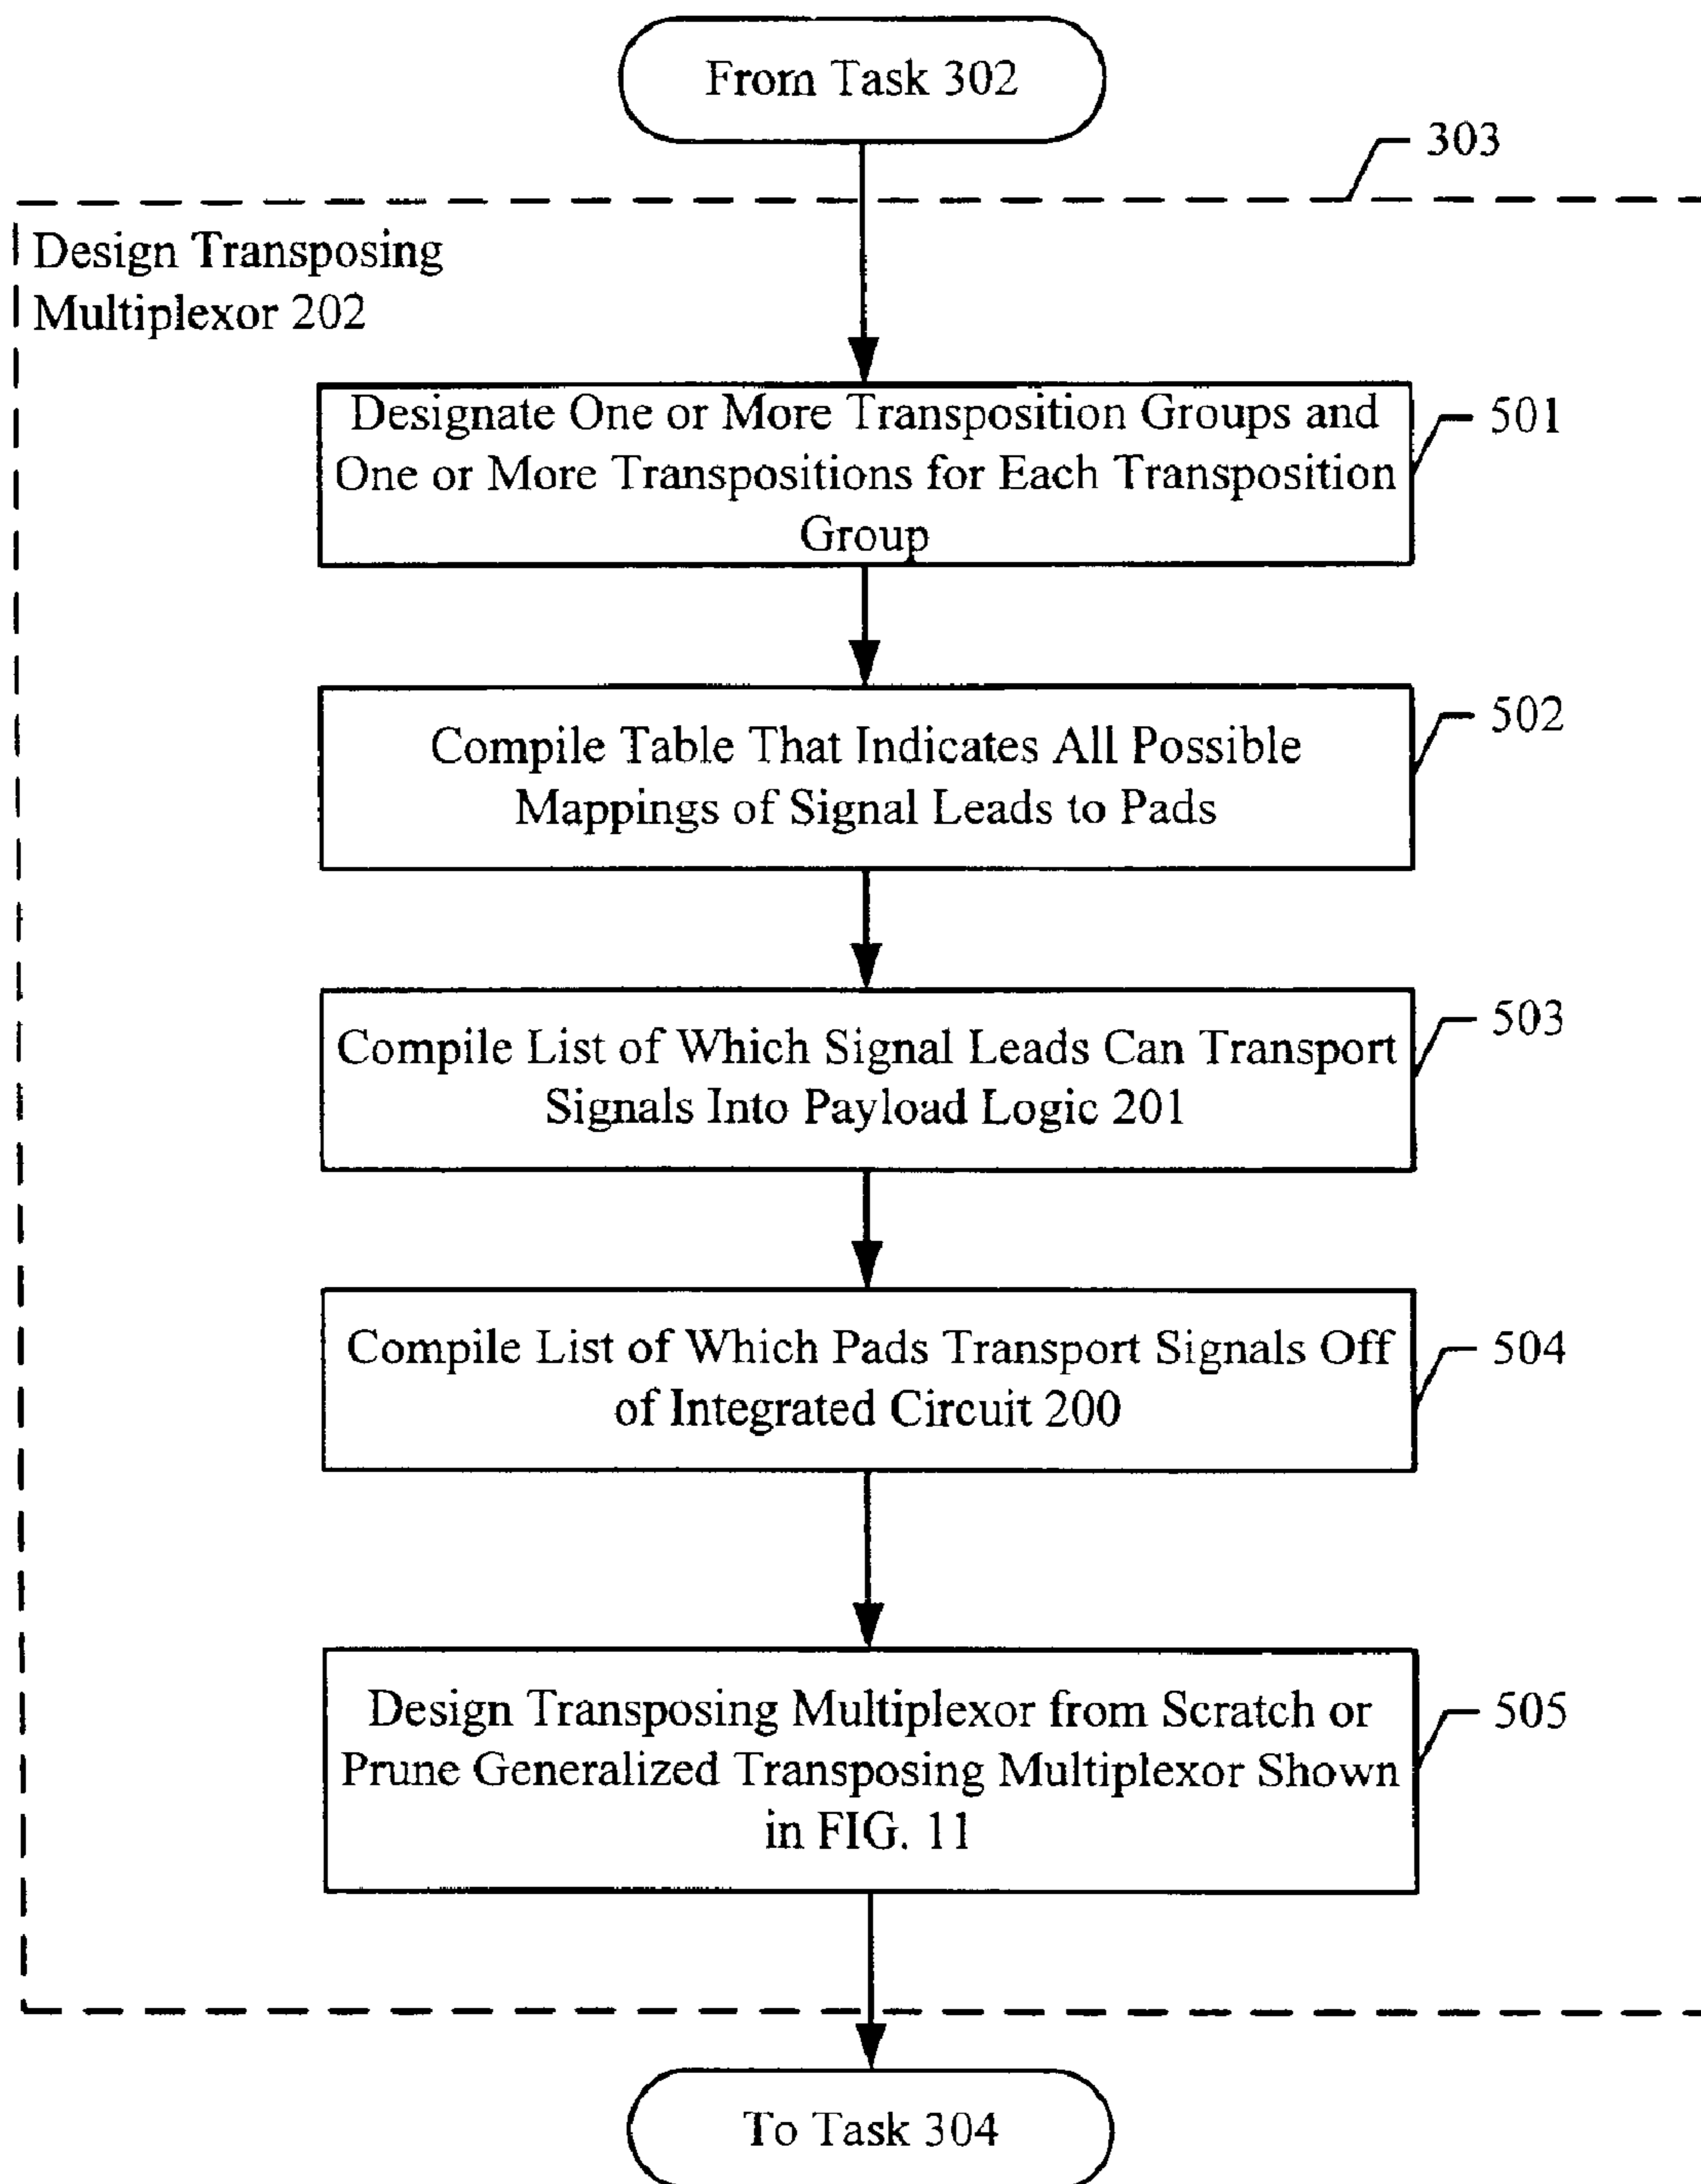 From Task 302
303
Design Transposing
Multiplexor 202
Designate One or More Transposition Groups and
One or More Transpositions for Each Transposition
Group
501
Compile Table That Indicates All Possible
Mappings of Signal Leads to Pads
502
Compile List of Which Signal Leads Can Transport
Signals Into Payload Logic 201
503
Compile List of Which Pads Transport Signals Off
of Integrated Circuit 200
504
Design Transposing Multiplexor from Scratch or
Prune Generalized Transposing Multiplexor Shown
in FIG. 11
505
To Task 304